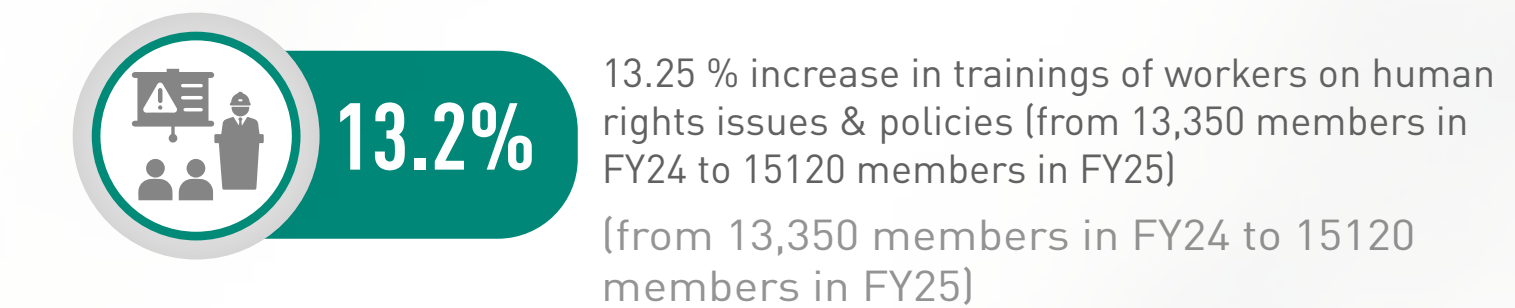 13.2%
13.25 % increase in trainings of workers on human
rights issues & policies (from 13,350 members in
FY24 to 15120 members in FY25)
(from 13,350 members in FY24 to 15120
members in FY25)